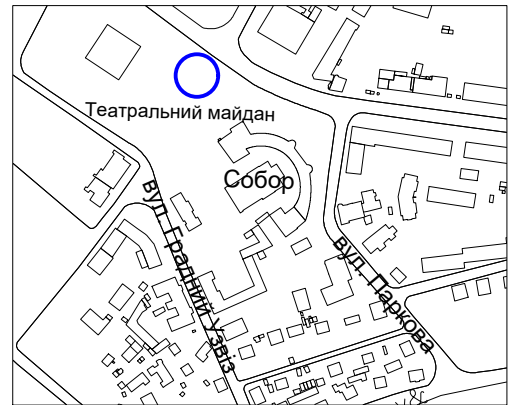 Театральний майдан
Собор
вул. Градний Узвіз
вул. Паркова